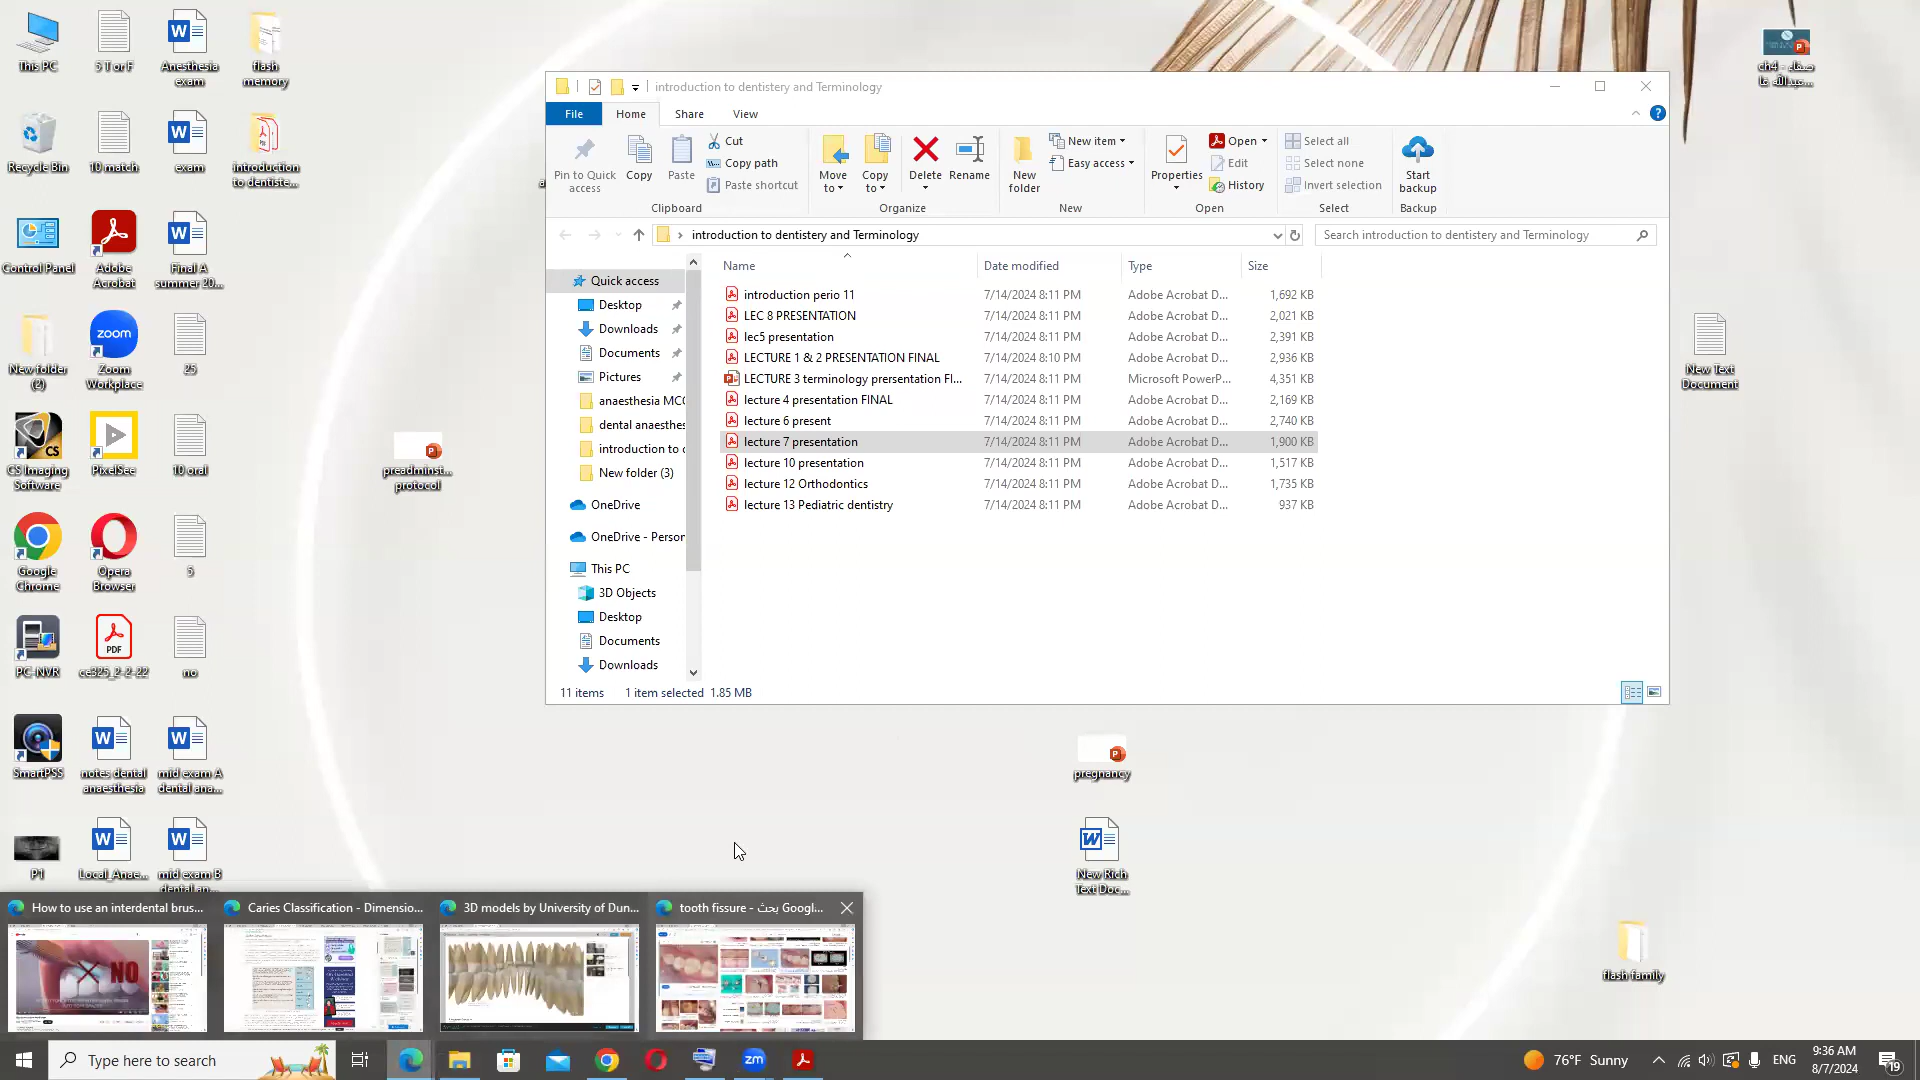 This PC
5 T or F
Anesthesia
exam
flash
memory
Recycle Bin
10 match
exam
introduction
to dentiste...
Control Panel
Adobe
Acrobat
Final A
summer 20...
New folder
(2)
zoom
Zoom
Workplace
25
CS Imaging
Software
PixelSee
10 oral
Google
Chrome
Opera
Browser
5
PC-NVR
PDF
ce325_2-2-22
no
SmartPSS
notes dental
anaesthesia
mid exam A
dental ana...
P1
Local_Anae...
mid exam B
dental an...
preadminst...
protocol
introduction to dentistery and Terminology
File
Home
Share
View
Pin to Quick
access
Copy
Paste
Cut
Copy path
Paste shortcut
Clipboard
Move
to
Copy
to
Delete
Rename
Organize
New
folder
New item
Easy access
New
Properties
Open
Edit
History
Open
Select all
Select none
Invert selection
Select
Start
backup
Backup
introduction to dentistery and Terminology
Search introduction to dentistery and Terminology
Quick access
Desktop
Downloads
Documents
Pictures
anaesthesia MC
dental anaesthes
introduction to
New folder (3)
OneDrive
OneDrive - Person
This PC
3D Objects
Desktop
Documents
Downloads
Name Date modified Type Size
introduction perio 11 7/14/2024 8:11 PM Adobe Acrobat D... 1,692 KB
LEC 8 PRESENTATION 7/14/2024 8:11 PM Adobe Acrobat D... 2,021 KB
lec5 presentation 7/14/2024 8:11 PM Adobe Acrobat D... 2,391 KB
LECTURE 1 & 2 PRESENTATION FINAL 7/14/2024 8:10 PM Adobe Acrobat D... 2,936 KB
LECTURE 3 terminology prersentation FI... 7/14/2024 8:11 PM Microsoft PowerP... 4,351 KB
lecture 4 presentation FINAL 7/14/2024 8:11 PM Adobe Acrobat D... 2,169 KB
lecture 6 present 7/14/2024 8:11 PM Adobe Acrobat D... 2,740 KB
lecture 7 presentation 7/14/2024 8:11 PM Adobe Acrobat D... 1,900 KB
lecture 10 presentation 7/14/2024 8:11 PM Adobe Acrobat D... 1,517 KB
lecture 12 Orthodontics 7/14/2024 8:11 PM Adobe Acrobat D... 1,735 KB
lecture 13 Pediatric dentistry 7/14/2024 8:11 PM Adobe Acrobat D... 937 KB
11 items 1 item selected 1.85 MB
ch4 - صفاء
New Text
Document
pregnancy
New Rich
Text Doc...
flash family
How to use an interdental brus...
Caries Classification - Dimensio...
3D models by University of Dun...
tooth fissure - بحث Googl...
NO
Type here to search
zm
76°F Sunny
ENG
9:36 AM
8/7/2024
19